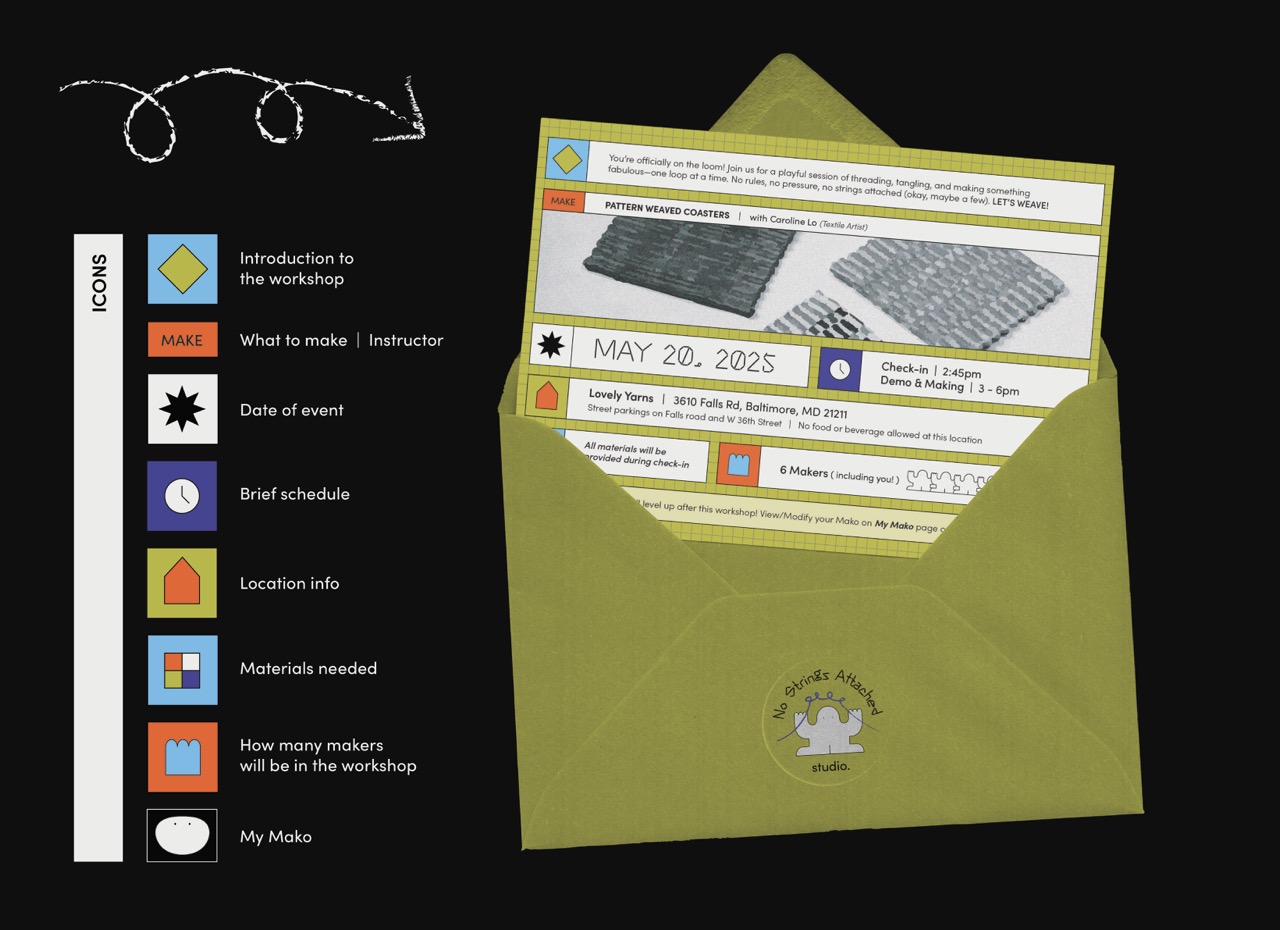 ICONS
Introduction to
the workshop
MAKE
What to make | Instructor
Date of event
Brief schedule
Location info
Materials needed
How many makers
will be in the workshop
My Mako
You're officially on the loom! Join us for a playful session of threading, tangling, and making something
fabulous—one loop at a time. No rules, no pressure, no strings attached (okay, maybe a few). LET'S WEAVE!
MAKE
PATTERN WEAVED COASTERS | with Caroline Lo (Textile Artist)
MAY 20, 2025
Check-in | 2:45pm
Demo & Making | 3 - 6pm
Lovely Yarns | 3610 Falls Rd, Baltimore, MD 21211
Street parkings on Falls road and W 36th Street | No food or beverage allowed at this location
All materials will be
provided during check-in
6 Makers ( including you! )
level up after this workshop! View/Modify your Mako on My Mako page
No Strings Attached
studio.